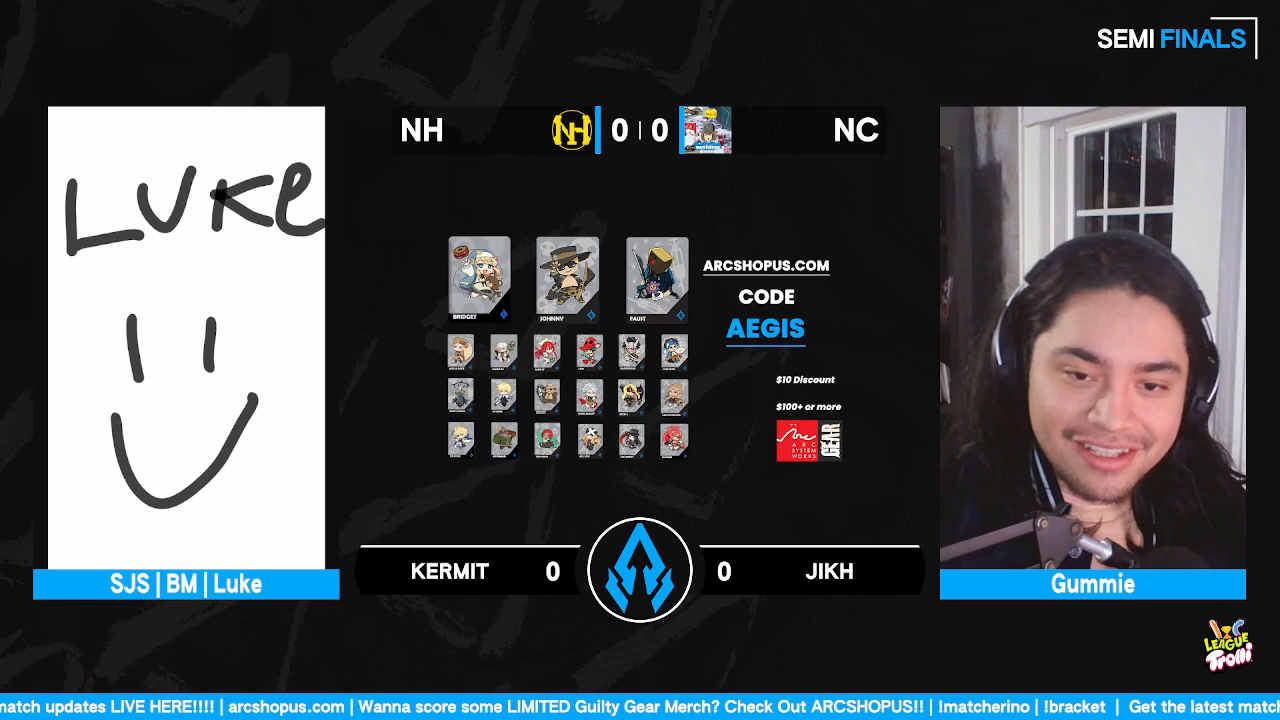 SEMI FINALS
NH
NH
0 | 0
NC
LUKe
BRIDGET
JOHNNY
FAUST
ARCSHOPUS.COM
CODE
AEGIS
$10 Discount
$100+ or more
ARC
SYSTEM
WORKS
GEAR
KERMIT
0
0
JIKH
SJS | BM | Luke
Gummie
LEAGUE
Trolli
match updates LIVE HERE!!!! | arcshopus.com | Wanna score some LIMITED Guilty Gear Merch? Check Out ARCSHOPUS!! | !matcherino | !bracket | Get the latest match